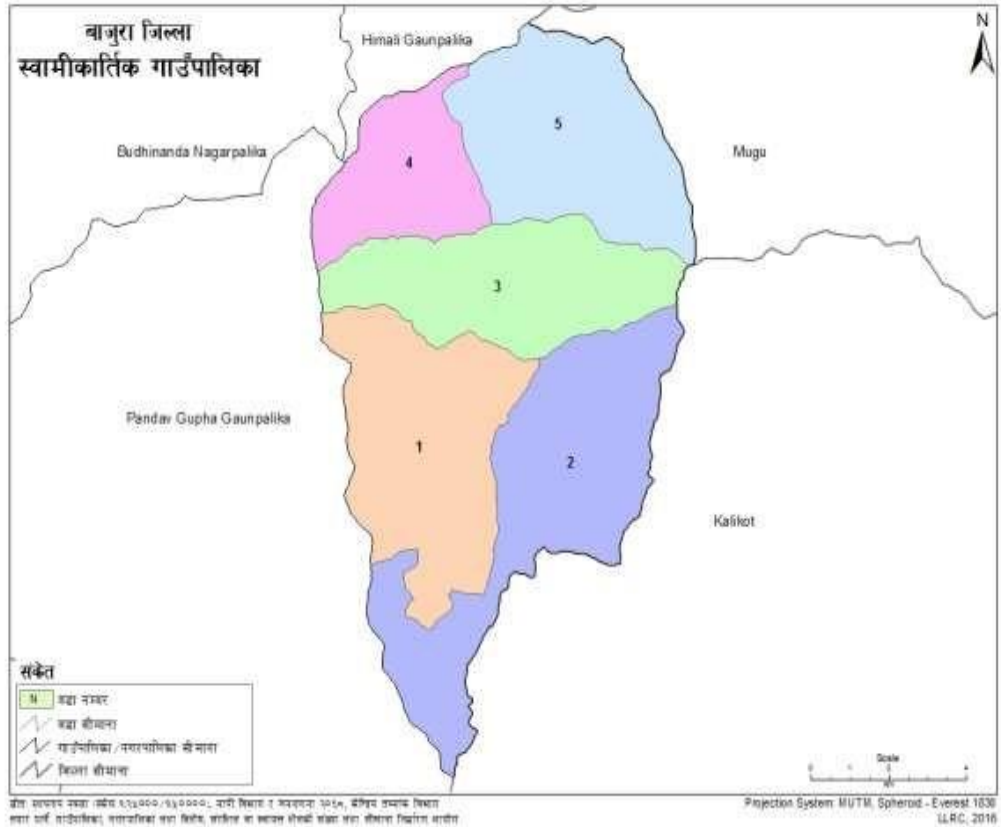 बाजुरा जिल्ला
स्वामीकार्तिक गाउँपालिका
Himali Gaunpalika
N
Budhinanda Nagarpalika
Mugu
5
4
3
Pandav Gupha Gaunpalika
1
2
Kalikot
संकेत
N वडा नम्बर
वडा सीमाना
गाउँपालिका/नगरपालिका सीमाना
जिल्ला सीमाना
Scale
Projection System: MUTM, Spheroid - Everest 1830
LLRC, 2018